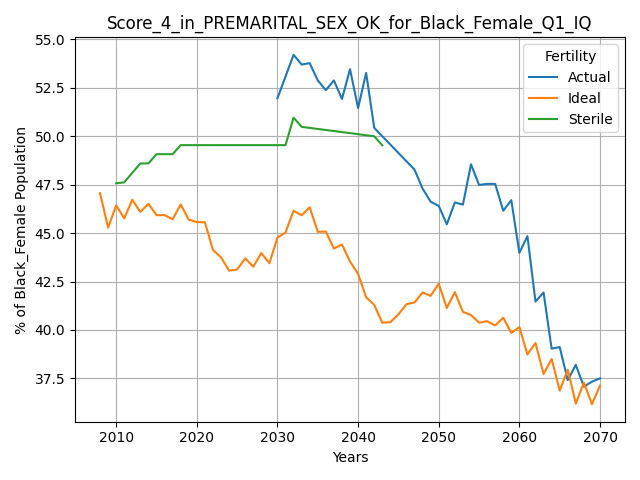 Score_4_in_PREMARITAL_SEX_OK_for_Black_Female_Q1_IQ
% of Black_Female Population
55.0
52.5
50.0
47.5
45.0
42.5
40.0
37.5
Fertility
Actual
Ideal
Sterile
2010 2020 2030 2040 2050 2060 2070
Years